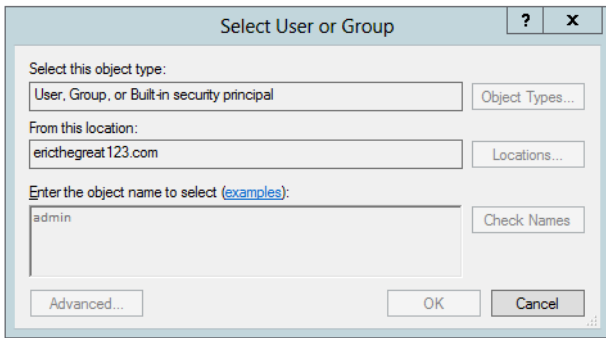 Select User or Group
? x
Select this object type:
User, Group, or Built-in security principal
Object Types...
From this location:
ericthegreat123.com
Locations...
Enter the object name to select (examples):
admin
Check Names
Advanced...
OK
Cancel